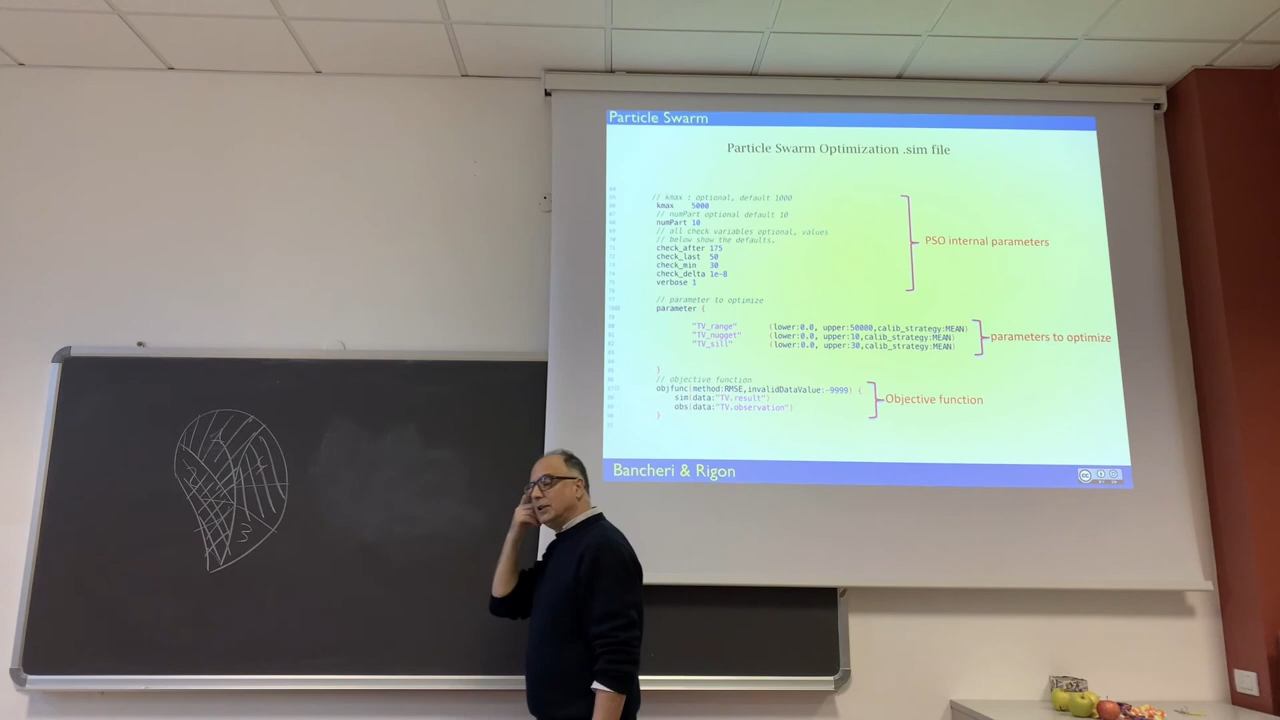 Particle Swarm
Particle Swarm Optimization .sim file
// kmax : optional, default 1000
kmax 5000
// numPart optional default 10
numPart 10
// all check variables optional, values
// below show the defaults.
check_after 175
check_last 50
check_min 30
check_delta 1e-8
verbose 1
PSO internal parameters
// parameter to optimize
parameter {
"TV_range" (lower:0.0, upper:50000,calib_strategy:MEAN)
"TV_nugget" (lower:0.0, upper:10,calib_strategy:MEAN)
"TV_sill" (lower:0.0, upper:30,calib_strategy:MEAN)
parameters to optimize
}
// objective function
objfunc(method:RMSE,invalidDataValue:-9999) {
sim(data:"TV.result")
obs(data:"TV.observation")
}
Objective function
Bancheri & Rigon